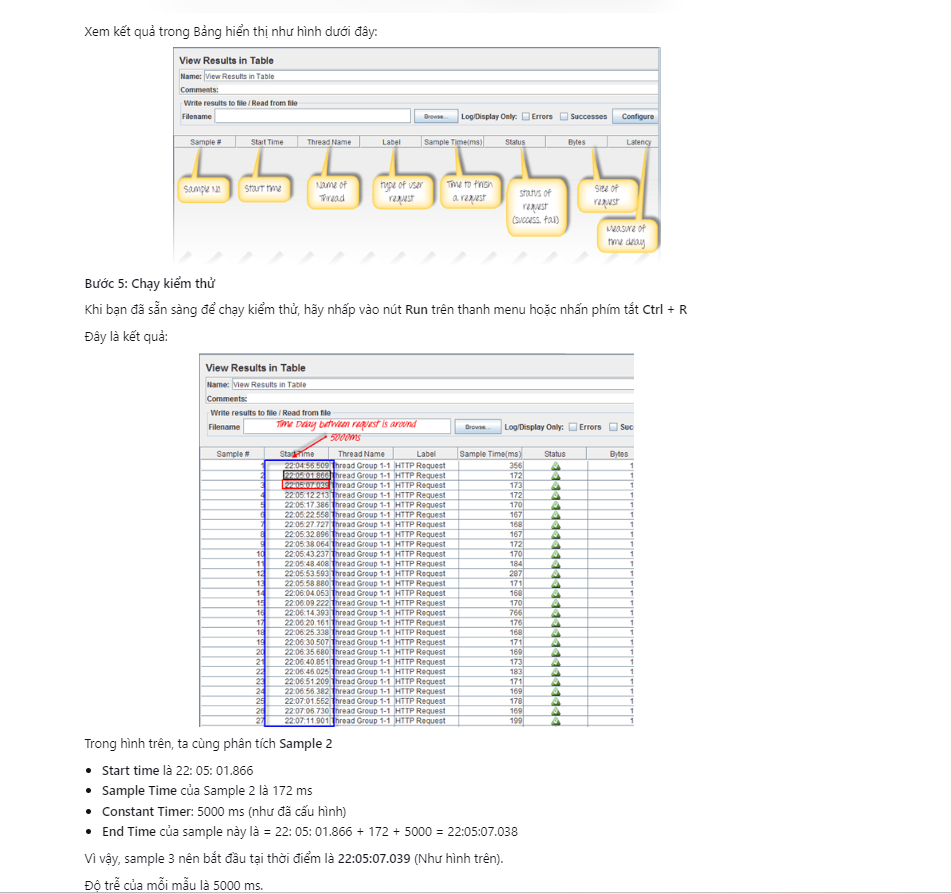 Xem kết quả trong Bảng hiển thị như hình dưới đây:
View Results in Table
Name: View Results in Table
Comments:
Write results to file / Read from file
Filename Browse... Log/Display Only: Errors Successes Configure
Sample # Start Time Thread Name Label Sample Time(ms) Status Bytes Latency
Sample No Start time Name of Thread type of user request Time to finish a request status of request (success, fail) Size of request
Measure of time delay
Bước 5: Chạy kiểm thử
Khi bạn đã sẵn sàng để chạy kiểm thử, hãy nhấp vào nút Run trên thanh menu hoặc nhấn phím tắt Ctrl + R
Đây là kết quả:
View Results in Table
Name: View Results in Table
Comments:
Write results to file / Read from file
Filename Time Delay between request is around 5000ms Browse... Log/Display Only: Errors Suc
Sample # Start Time Thread Name Label Sample Time(ms) Status Bytes
1 22:04:56.509 Thread Group 1-1 HTTP Request 356 1
2 22:05:01.866 Thread Group 1-1 HTTP Request 172 1
3 22:05:07.039 Thread Group 1-1 HTTP Request 173 1
4 22:05:12.213 Thread Group 1-1 HTTP Request 172 1
5 22:05:17.386 Thread Group 1-1 HTTP Request 170 1
6 22:05:22.558 Thread Group 1-1 HTTP Request 167 1
7 22:05:27.727 Thread Group 1-1 HTTP Request 168 1
8 22:05:32.896 Thread Group 1-1 HTTP Request 167 1
9 22:05:38.064 Thread Group 1-1 HTTP Request 172 1
10 22:05:43.237 Thread Group 1-1 HTTP Request 170 1
11 22:05:48.408 Thread Group 1-1 HTTP Request 184 1
12 22:05:53.593 Thread Group 1-1 HTTP Request 287 1
13 22:05:58.880 Thread Group 1-1 HTTP Request 171 1
14 22:06:04.053 Thread Group 1-1 HTTP Request 168 1
15 22:06:09.222 Thread Group 1-1 HTTP Request 170 1
16 22:06:14.393 Thread Group 1-1 HTTP Request 766 1
17 22:06:20.161 Thread Group 1-1 HTTP Request 176 1
18 22:06:25.338 Thread Group 1-1 HTTP Request 168 1
19 22:06:30.507 Thread Group 1-1 HTTP Request 171 1
20 22:06:35.680 Thread Group 1-1 HTTP Request 169 1
21 22:06:40.851 Thread Group 1-1 HTTP Request 173 1
22 22:06:46.025 Thread Group 1-1 HTTP Request 183 1
23 22:06:51.209 Thread Group 1-1 HTTP Request 171 1
24 22:06:56.382 Thread Group 1-1 HTTP Request 169 1
25 22:07:01.552 Thread Group 1-1 HTTP Request 178 1
26 22:07:06.730 Thread Group 1-1 HTTP Request 169 1
27 22:07:11.901 Thread Group 1-1 HTTP Request 199 1
Trong hình trên, ta cùng phân tích Sample 2
• Start time là 22: 05: 01.866
• Sample Time của Sample 2 là 172 ms
• Constant Timer: 5000 ms (như đã cấu hình)
• End Time của sample này là = 22: 05: 01.866 + 172 + 5000 = 22:05:07.038
Vì vậy, sample 3 nên bắt đầu tại thời điểm là 22:05:07.039 (Như hình trên).
Độ trễ của mỗi mẫu là 5000 ms.